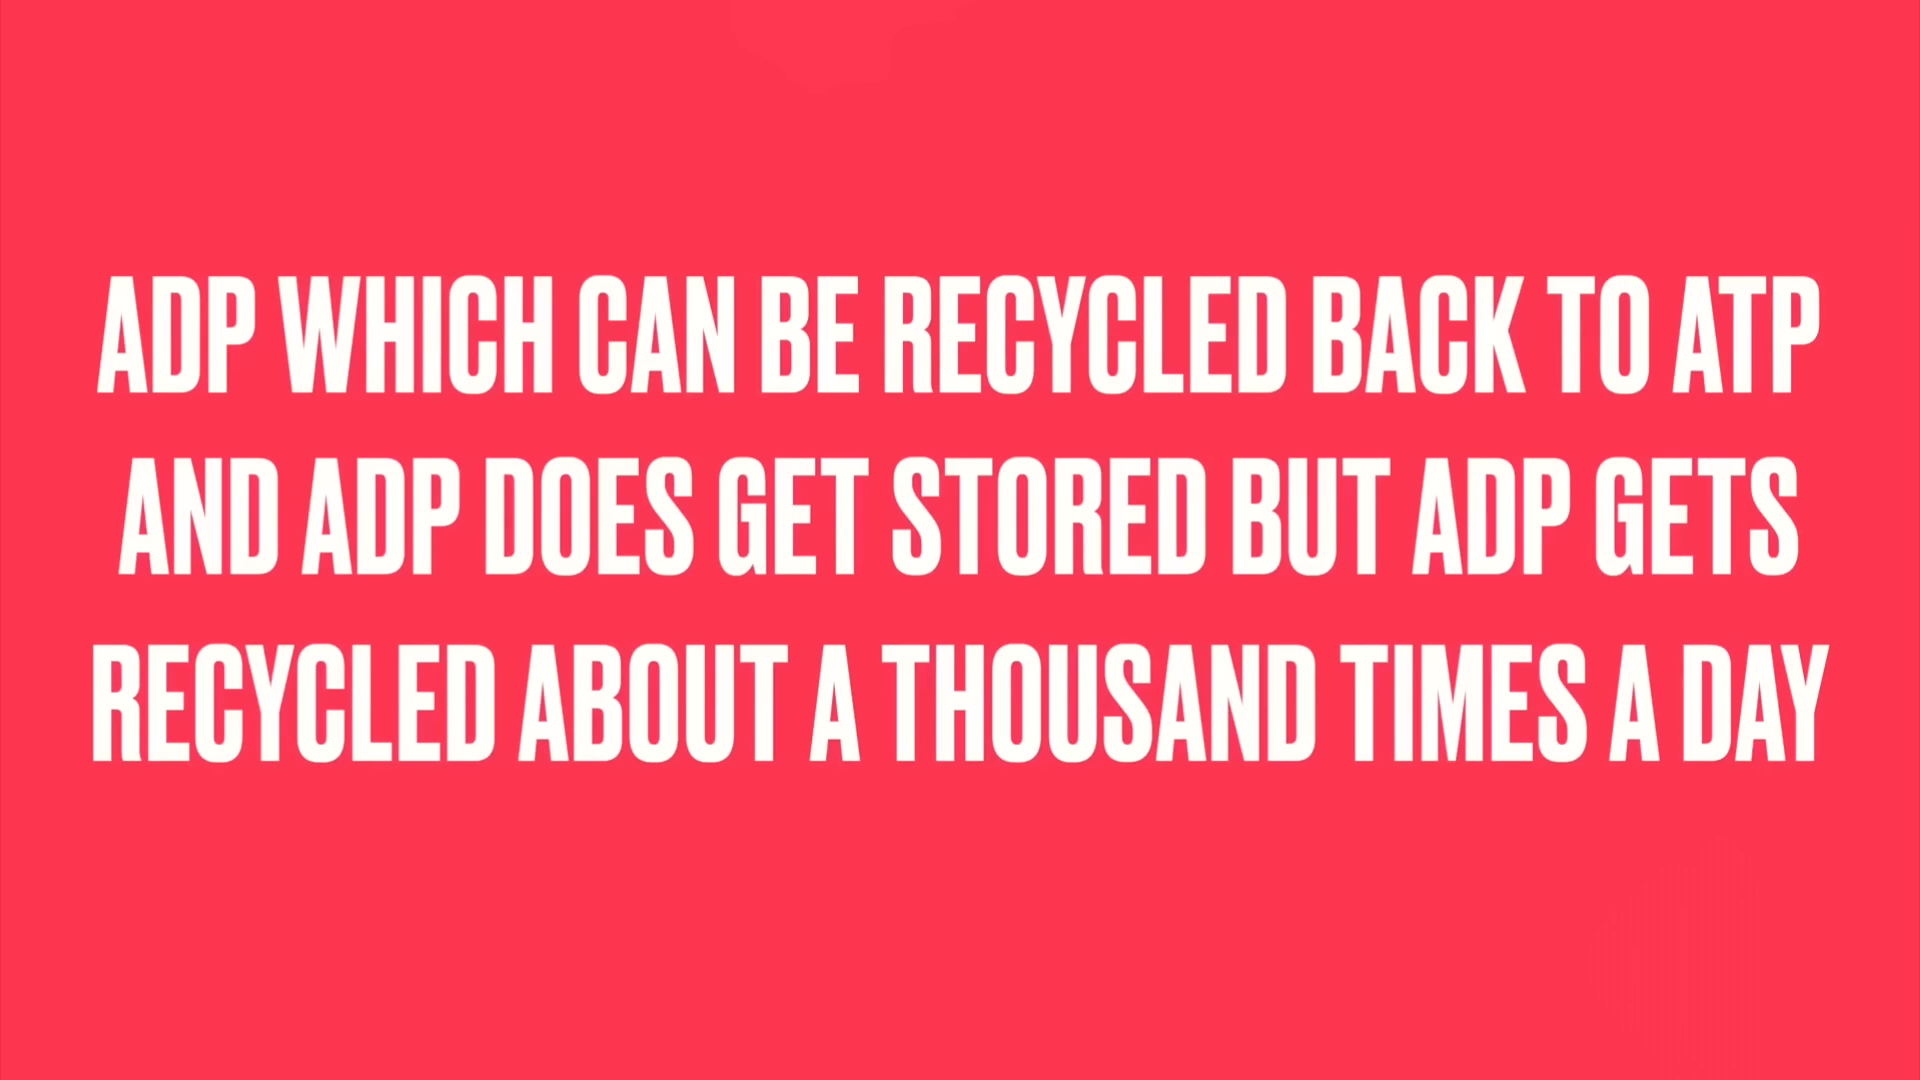 ADP WHICH CAN BE RECYCLED BACK TO ATP
AND ADP DOES GET STORED BUT ADP GETS
RECYCLED ABOUT A THOUSAND TIMES A DAY